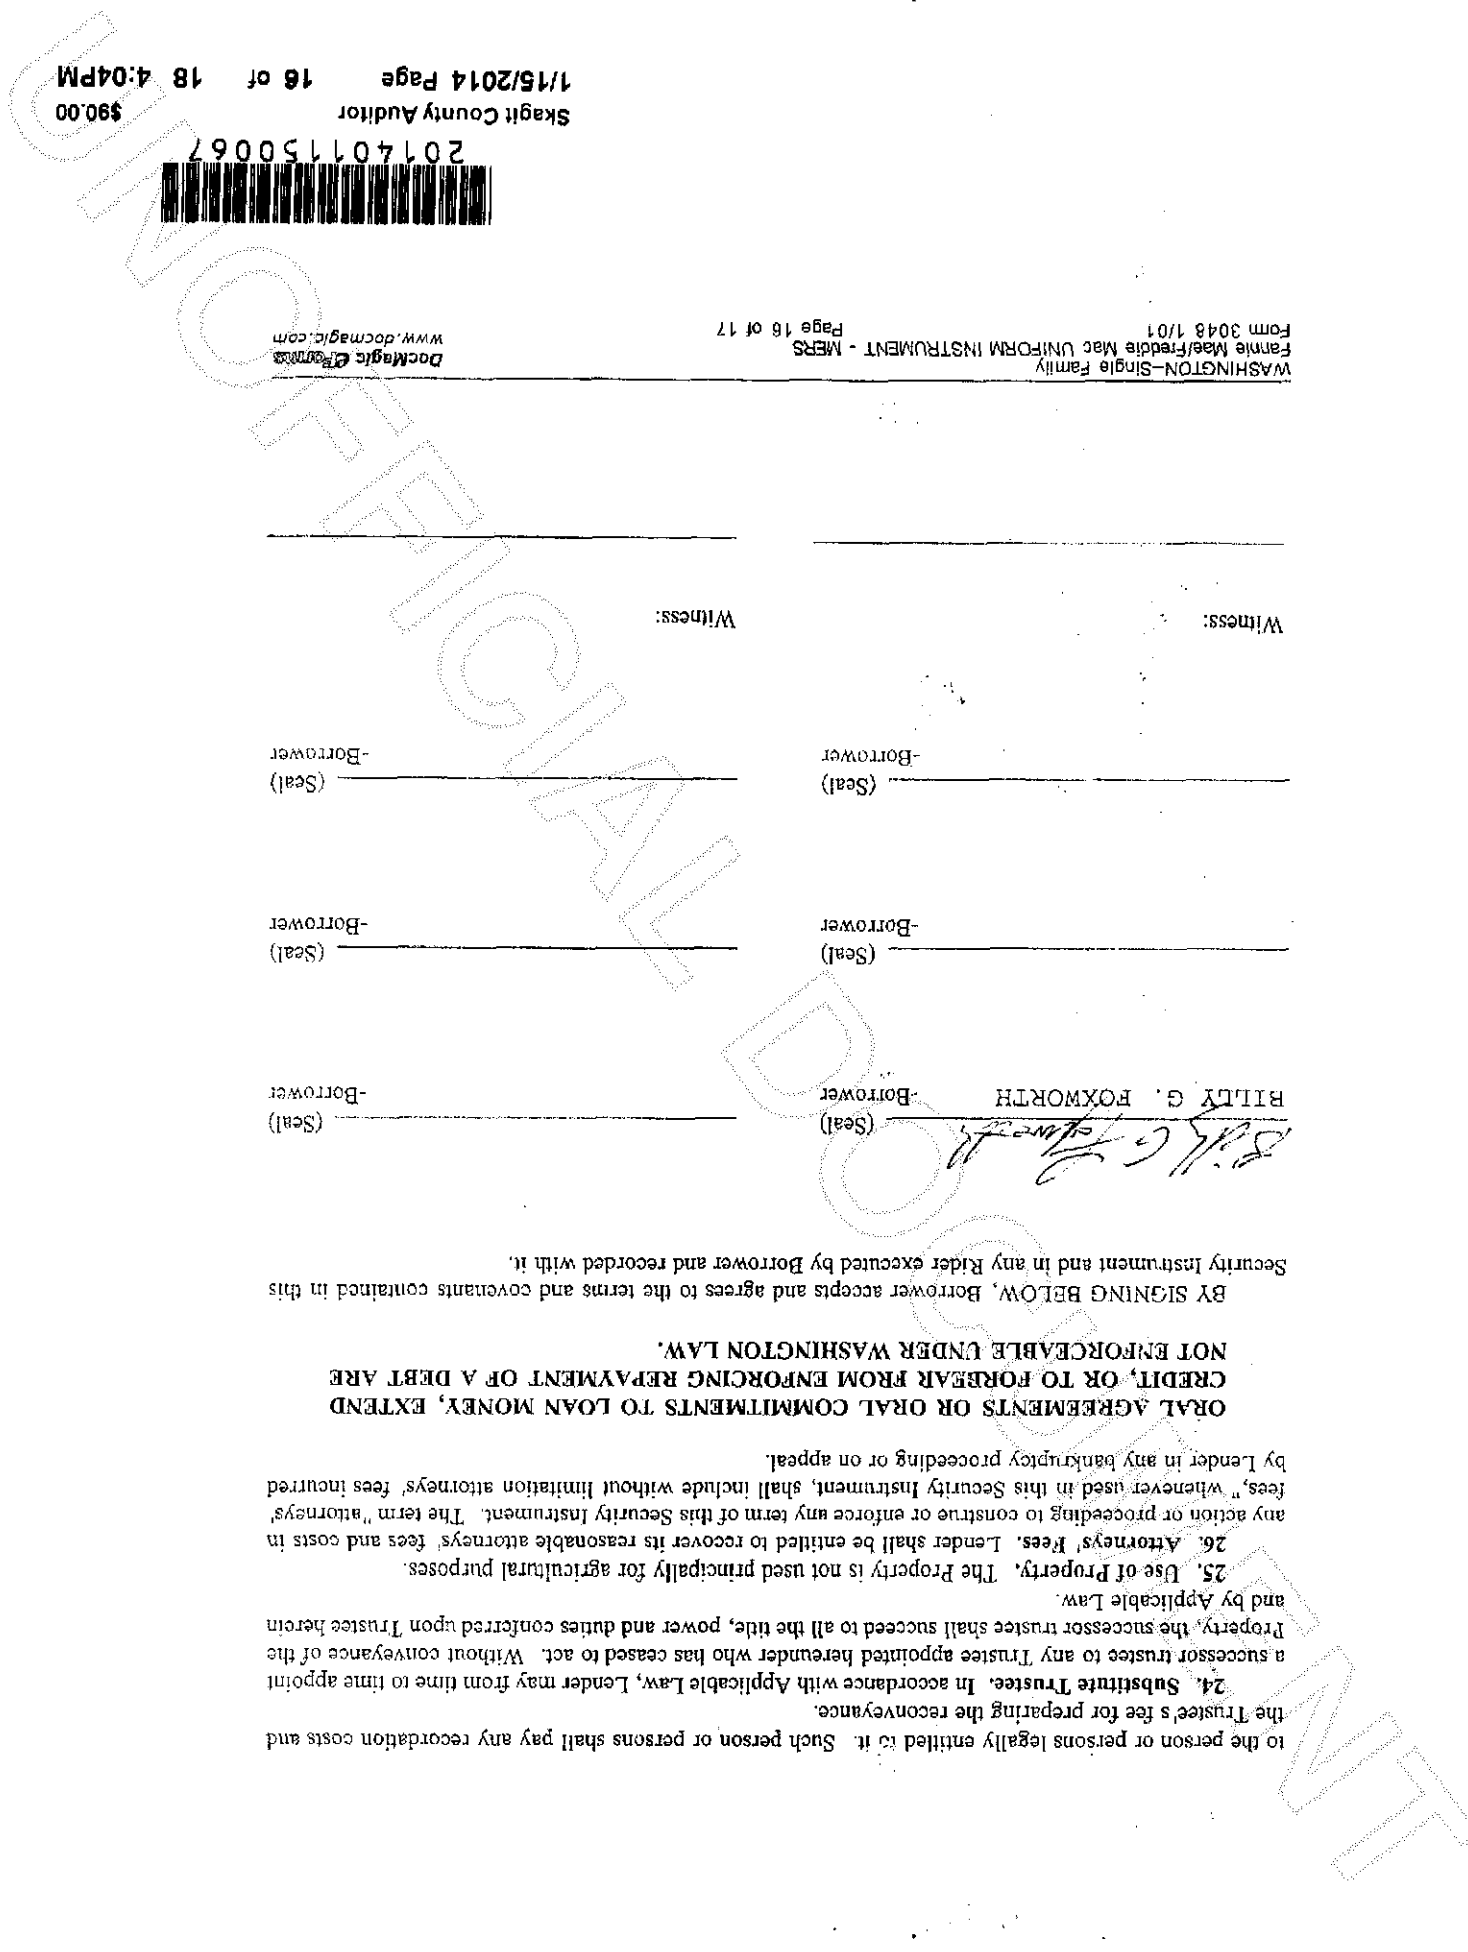 to the person or persons legally entitled to it. Such person or persons shall pay any recordation costs and
the Trustee's fee for preparing the reconveyance.
24. Substitute Trustee. In accordance with Applicable Law, Lender may from time to time appoint
a successor trustee to any Trustee appointed hereunder who has ceased to act. Without conveyance of the
Property, the successor trustee shall succeed to all the title, power and duties conferred upon Trustee herein
and by Applicable Law.
25. Use of Property. The Property is not used principally for agricultural purposes.
26. Attorneys' Fees. Lender shall be entitled to recover its reasonable attorneys' fees and costs in
any action or proceeding to construe or enforce any term of this Security Instrument. The term "attorneys'
fees," whenever used in this Security Instrument, shall include without limitation attorneys' fees incurred
by Lender in any bankruptcy proceeding or on appeal.
ORAL AGREEMENTS OR ORAL COMMITMENTS TO LOAN MONEY, EXTEND
CREDIT, OR TO FORBEAR FROM ENFORCING REPAYMENT OF A DEBT ARE
NOT ENFORCEABLE UNDER WASHINGTON LAW.
BY SIGNING BELOW, Borrower accepts and agrees to the terms and covenants contained in this
Security Instrument and in any Rider executed by Borrower and recorded with it.
Billy G Foxworth (Seal) (Seal)
BILLY G. FOXWORTH -Borrower -Borrower
(Seal) (Seal)
-Borrower -Borrower
(Seal) (Seal)
-Borrower -Borrower
Witness: Witness:
WASHINGTON--Single Family
Fannie Mae/Freddie Mac UNIFORM INSTRUMENT - MERS DocMagic eForms
Form 3048 1/01 Page 16 of 17 www.docmagic.com
201401150067
Skagit County Auditor $90.00
1/15/2014 Page 16 of 18 4:04PM
UNOFFICIAL DOCUMENT